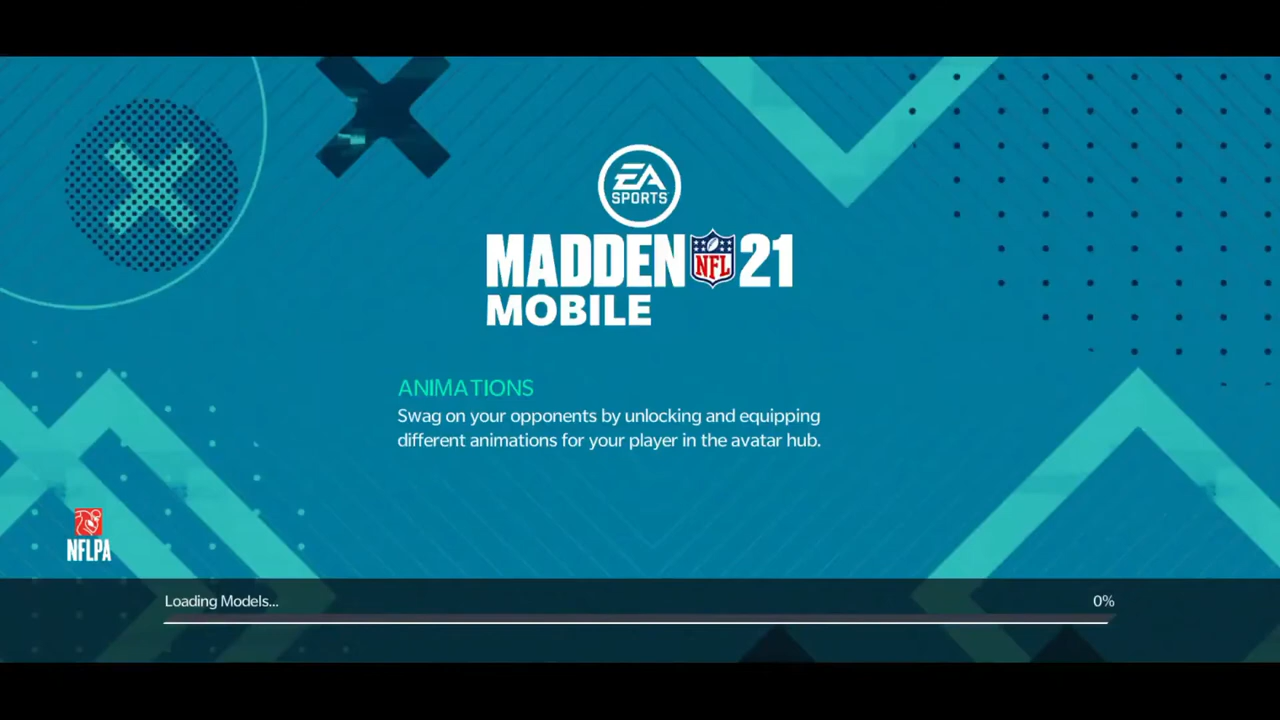 EA
SPORTS
MADDEN NFL 21
MOBILE
ANIMATIONS
Swag on your opponents by unlocking and equipping
different animations for your player in the avatar hub.
NFLPA
Loading Models... 0%